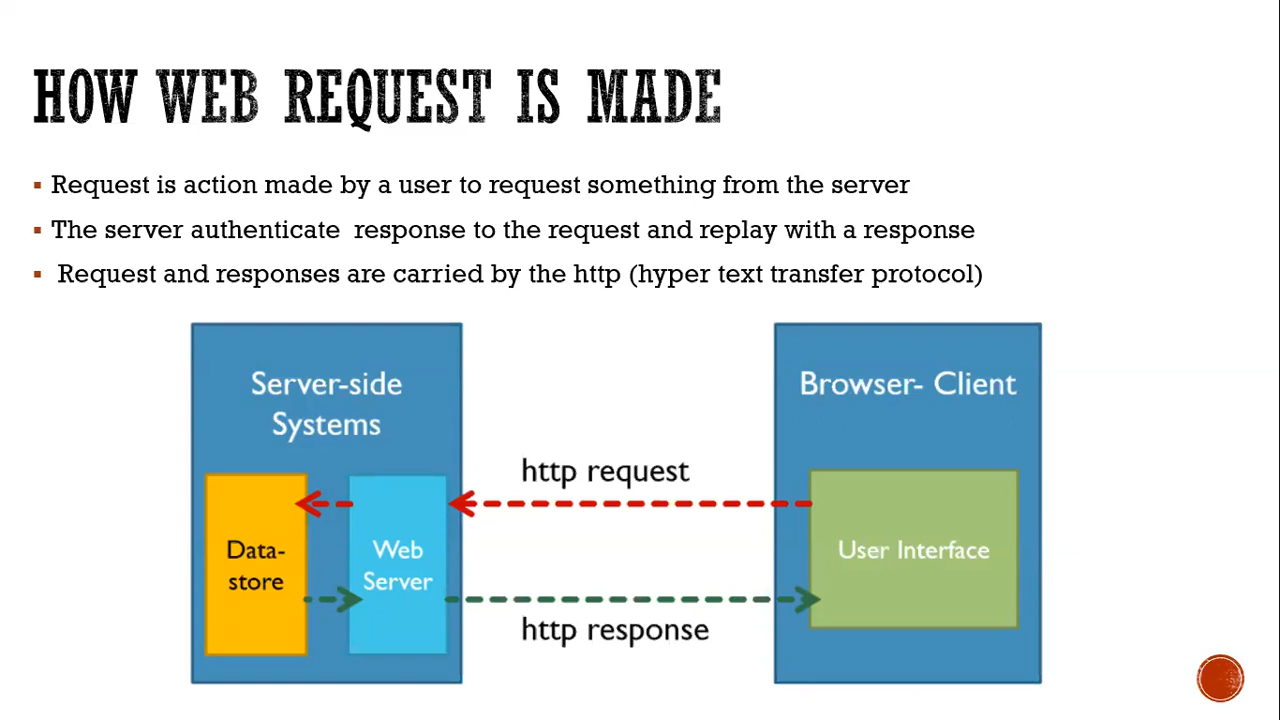 HOW WEB REQUEST IS MADE
▪ Request is action made by a user to request something from the server
▪ The server authenticate  response to the request and replay with a response
▪ Request and responses are carried by the http (hyper text transfer protocol)
Server-side
Systems
Browser- Client
http request
Data-
store
Web
Server
User Interface
http response